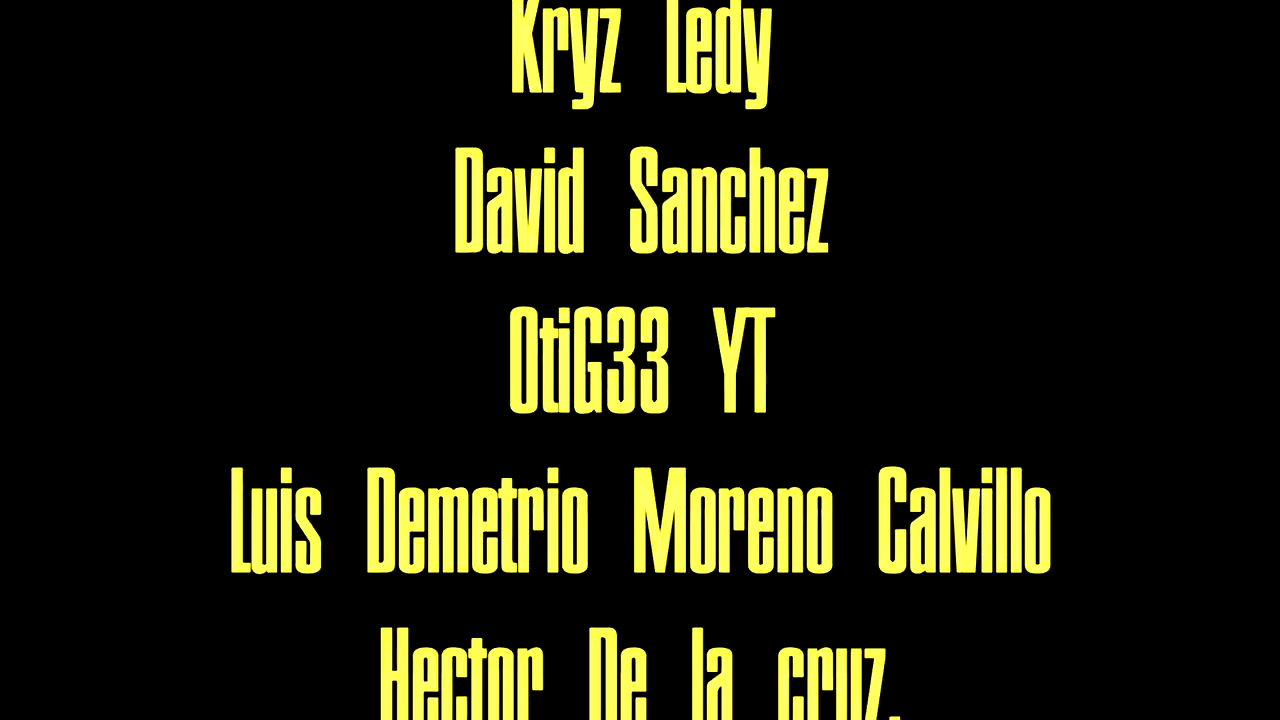 Kryz Ledy
David Sanchez
OtiG33 YT
Luis Demetrio Moreno Calvillo
Hector De la cruz.